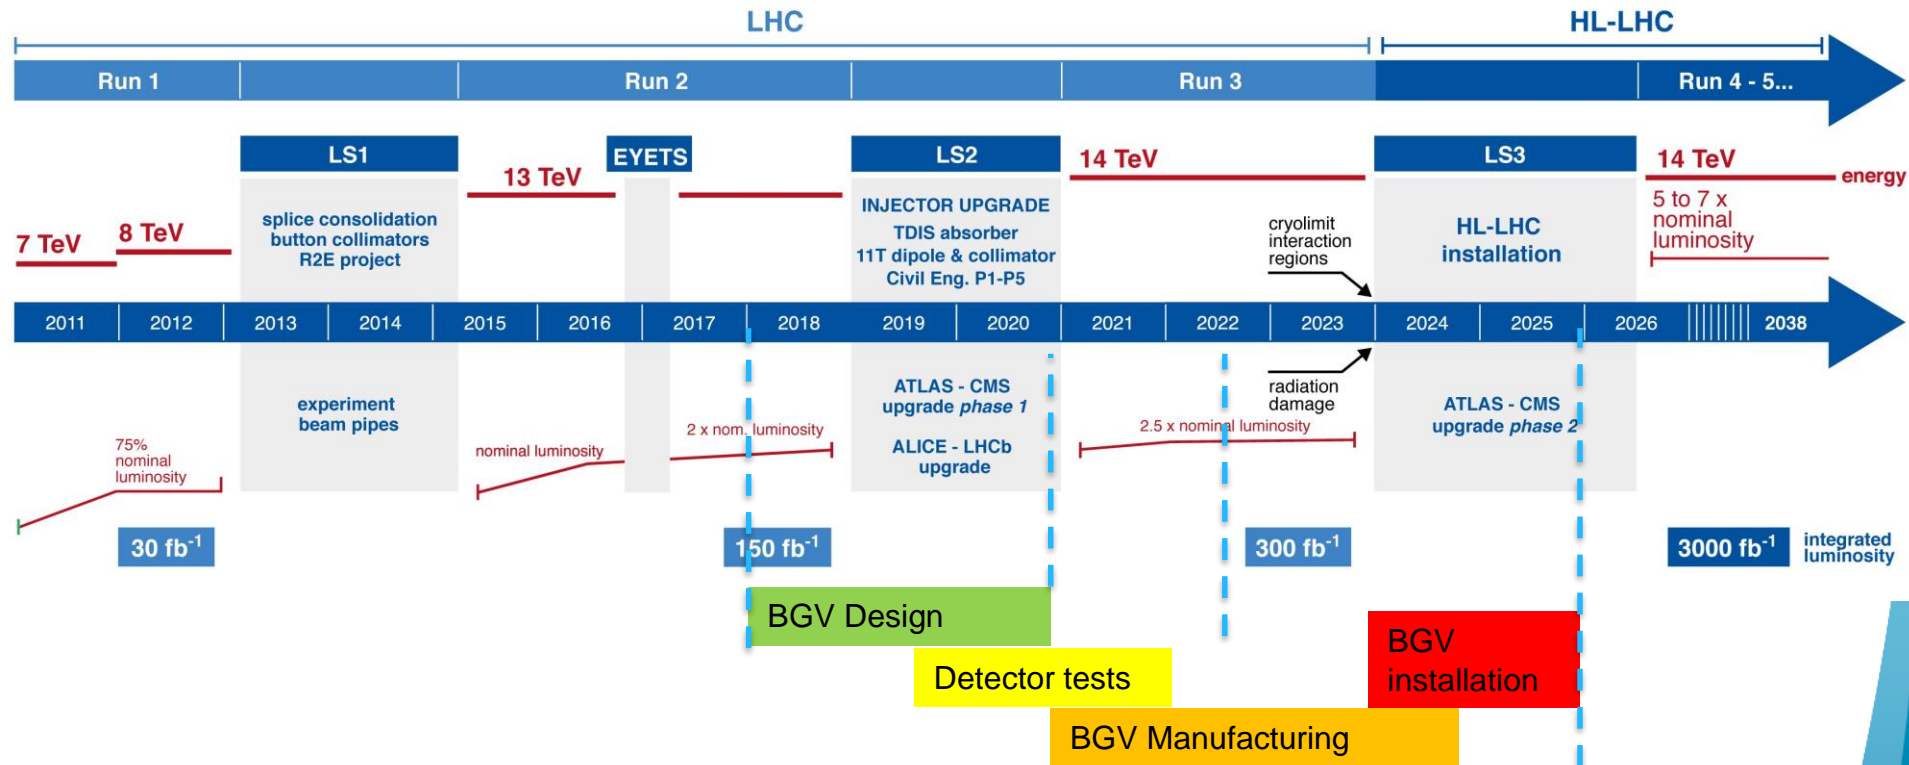 LHC
HL-LHC
Run 1
Run 2
Run 3
Run 4 - 5...
LS1
EYETS
LS2
LS3
7 TeV
8 TeV
13 TeV
14 TeV
14 TeV
energy
splice consolidation
button collimators
R2E project
INJECTOR UPGRADE
TDIS absorber
11T dipole & collimator
Civil Eng. P1-P5
cryolimit
interaction
regions
HL-LHC
installation
5 to 7 x
nominal
luminosity
2011
2012
2013
2014
2015
2016
2017
2018
2019
2020
2021
2022
2023
2024
2025
2026
2038
experiment
beam pipes
ATLAS - CMS
upgrade phase 1
ALICE - LHCb
upgrade
radiation
damage
ATLAS - CMS
upgrade phase 2
75%
nominal
luminosity
nominal luminosity
2 x nom. luminosity
2.5 x nominal luminosity
30 fb⁻¹
150 fb⁻¹
300 fb⁻¹
3000 fb⁻¹
integrated
luminosity
BGV Design
Detector tests
BGV Manufacturing
BGV
installation